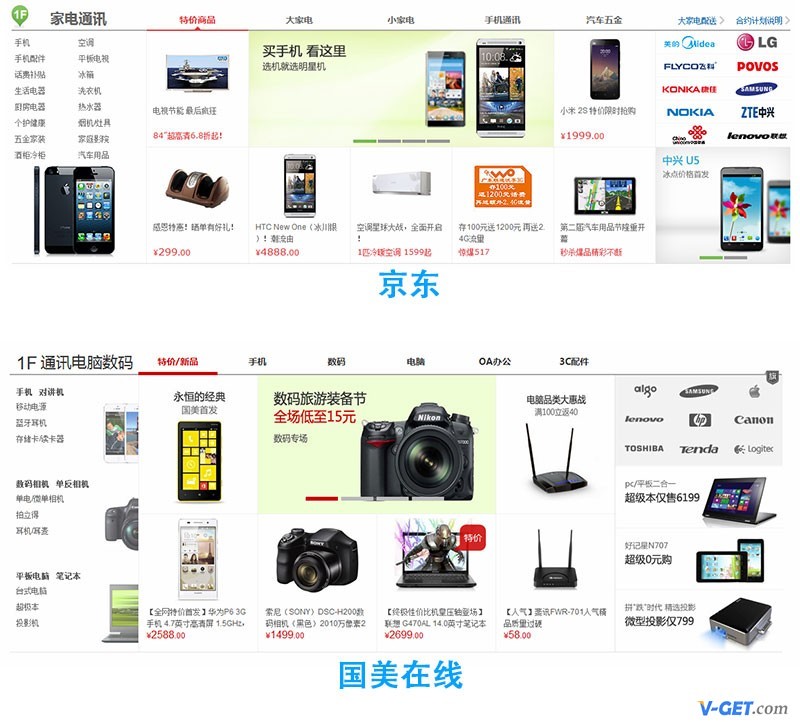 1F 家电通讯
特价商品 大家电 小家电 手机通讯 汽车五金
大家电配送 > 合约计划说明 >
手机 空调
手机配件 平板电视
话费补贴 冰箱
生活电器 洗衣机
厨房电器 热水器
个护健康 烟机/灶具
五金家装 家庭影院
酒柜冷柜 汽车用品
电视节能 最后疯狂
84"超高清6.8折起!
买手机 看这里
选机就选明星机
小米 2S 特价限时抢购
¥1999.00
美的 Midea LG
FLYCO飞科 POVOS
KONKA康佳 SAMSUNG
NOKIA ZTE中兴
China unicom lenovo联想
感恩特惠!晒单有好礼!
¥299.00
HTC New One（冰川银
）！潮流由
¥4888.00
空调星球大战，全面开启
!
1匹冷暖空调 1599起
存100元
送1200元话费
存100元送1200元 再送2.
4G流量
惊爆517
第二届汽车用品节隆重开
幕
秒杀爆品精彩不断
中兴 U5
冰点价格首发
京东
1F 通讯电脑数码
特价/新品 手机 数码 电脑 OA办公 3C配件
手机 对讲机
移动电源
蓝牙耳机
存储卡/读卡器
数码相机 单反相机
单电/微单相机
拍立得
耳机/耳麦
平板电脑 笔记本
台式电脑
超极本
投影机
永恒的经典
国美首发
数码旅游装备节
全场低至15元
数码专场
Nikon
电脑品类大惠战
满100立返40
旗
aigo SAMSUNG
lenovo hp Canon
TOSHIBA Tenda Logitec
pc/平板二合一
超级本仅售6199
好记星N707
超级0元购
拼"跌"时代 精选投影
微型投影仅799
【全网特价首发】华为P6 3G
手机 4.7英寸高清屏 1.5GHz，
¥2588.00
SONY
索尼（SONY）DSC-H200数
码相机（黑色）2010万像素2
¥1499.00
特价
【终极性价比机皇压轴登场】
联想 G470AL 14.0英寸笔记本
¥2699.00
【人气】磊讯FWR-701人气精
品质量过硬
¥58.00
国美在线
V-GET.com